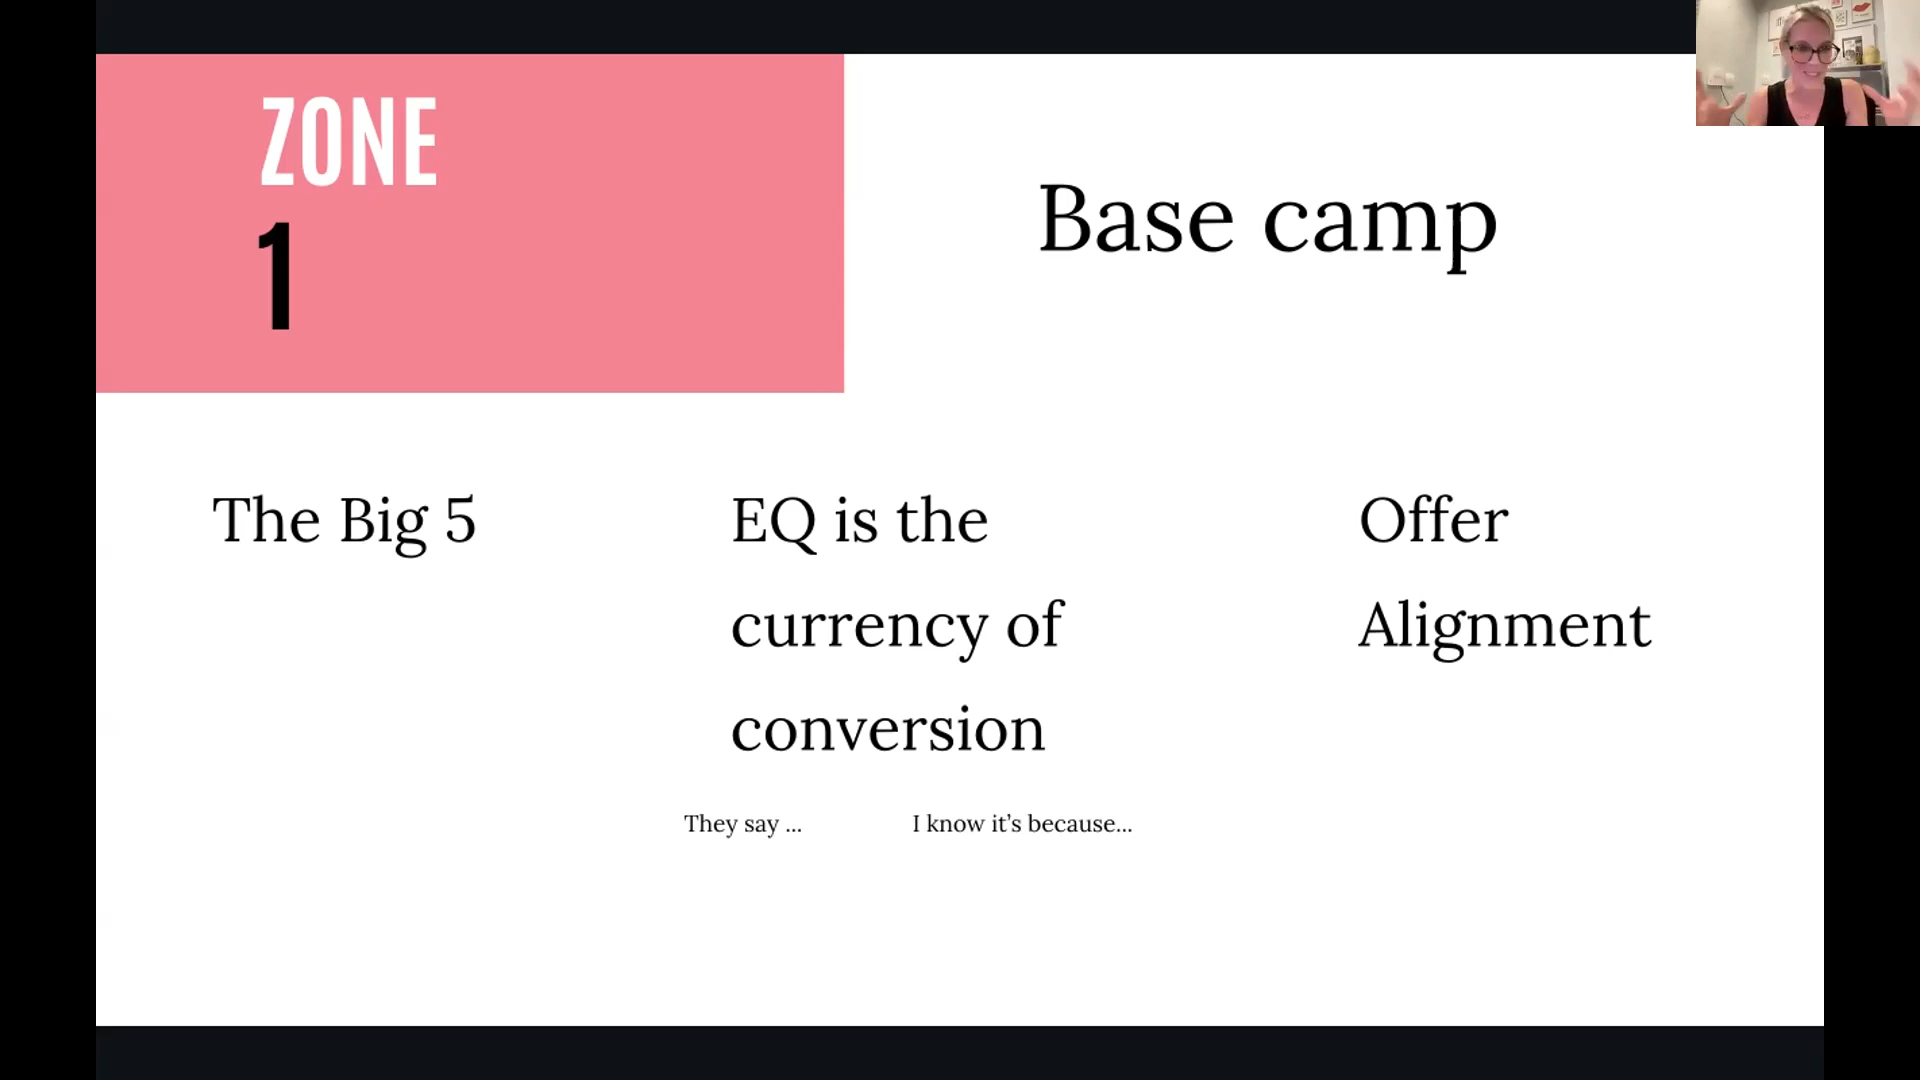 ZONE
1
Base camp
The Big 5
EQ is the
currency of
conversion
They say ...
I know it’s because...
Offer
Alignment